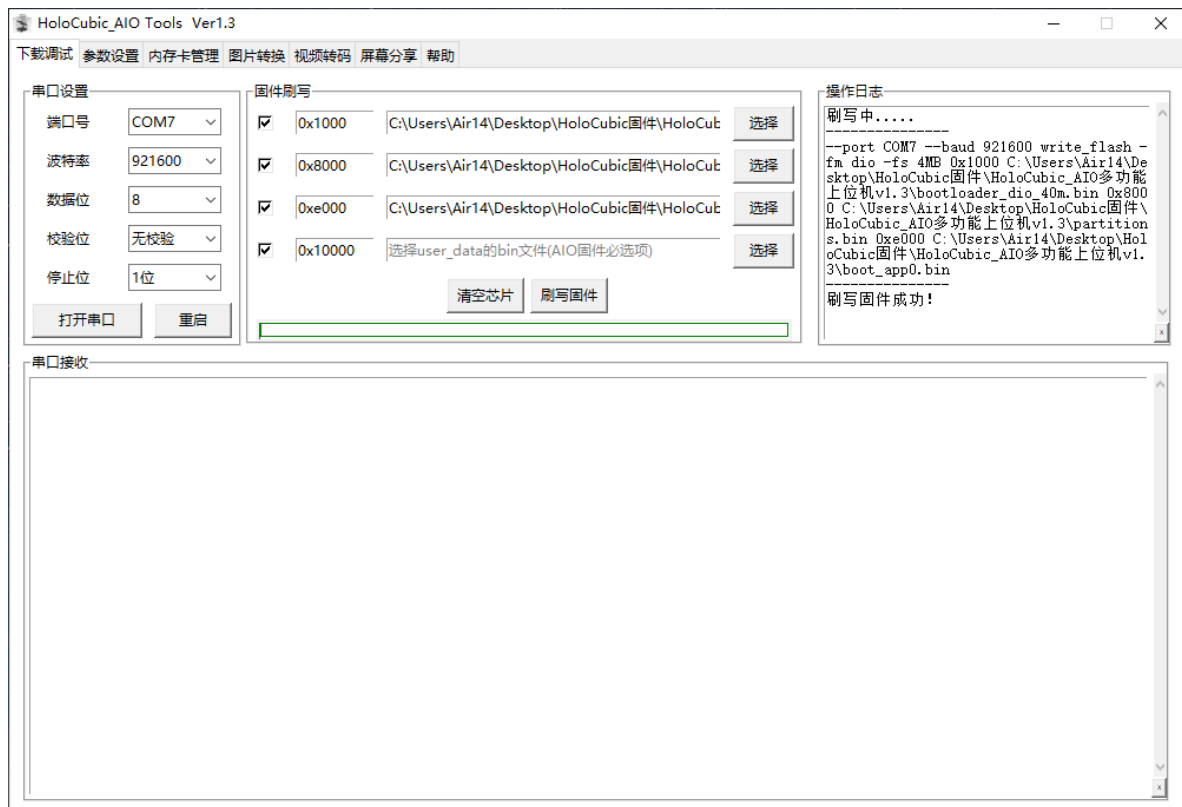 HoloCubic_AIO Tools Ver1.3
下载调试 参数设置 内存卡管理 图片转换 视频转码 屏幕分享 帮助
串口设置
端口号 COM7
波特率 921600
数据位 8
校验位 无校验
停止位 1位
打开串口 重启
固件刷写
0x1000 C:\Users\Air14\Desktop\HoloCubic固件\HoloCub 选择
0x8000 C:\Users\Air14\Desktop\HoloCubic固件\HoloCub 选择
0xe000 C:\Users\Air14\Desktop\HoloCubic固件\HoloCub 选择
0x10000 选择user_data的bin文件(AIO固件必选项) 选择
清空芯片 刷写固件
操作日志
刷写中.....
---------------
--port COM7 --baud 921600 write_flash -
fm dio -fs 4MB 0x1000 C:\Users\Air14\De
sktop\HoloCubic固件\HoloCubic_AIO多功能
上位机v1.3\bootloader_dio_40m.bin 0x800
0 C:\Users\Air14\Desktop\HoloCubic固件\
HoloCubic_AIO多功能上位机v1.3\partition
s.bin 0xe000 C:\Users\Air14\Desktop\Hol
oCubic固件\HoloCubic_AIO多功能上位机v1.
3\boot_app0.bin
---------------
刷写固件成功!
x
串口接收
x